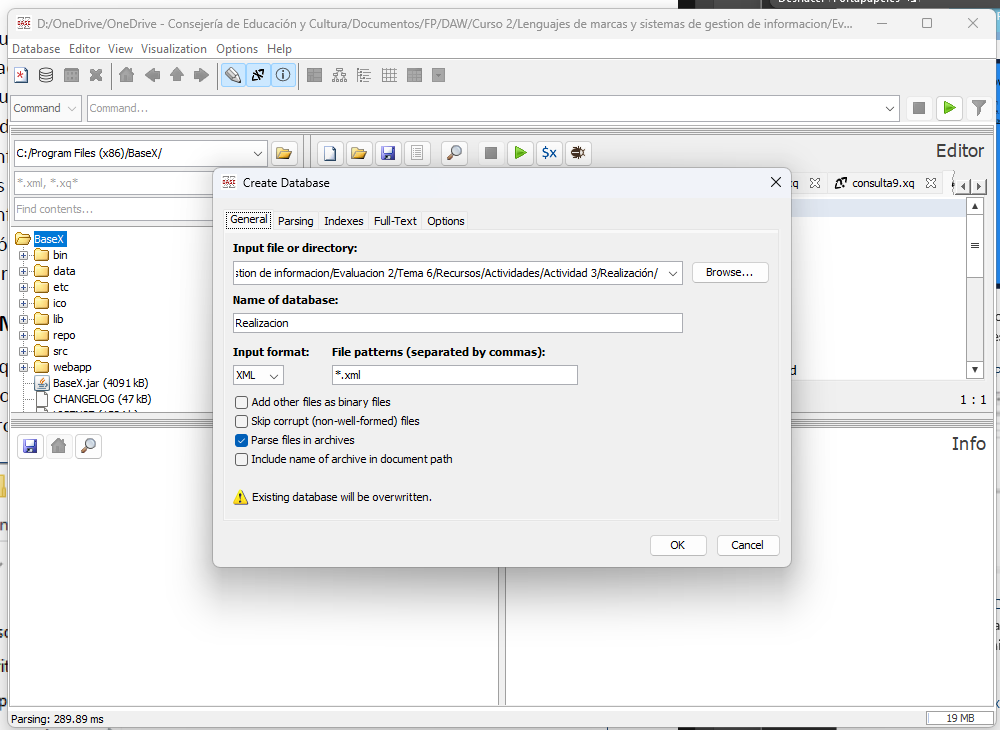 D:/OneDrive/OneDrive - Consejería de Educación y Cultura/Documentos/FP/DAW/Curso 2/Lenguajes de marcas y sistemas de gestion de informacion/Ev...
Database Editor View Visualization Options Help
Command Command...
C:/Program Files (x86)/BaseX/
$x
Editor
*.xml, *.xq*
consulta9.xq
Find contents...
BaseX
bin
data
etc
ico
lib
repo
src
webapp
BaseX.jar (4091 kB)
CHANGELOG (67 kB)
1 : 1
Create Database
General Parsing Indexes Full-Text Options
Input file or directory:
stion de informacion/Evaluacion 2/Tema 6/Recursos/Actividades/Actividad 3/Realización/ Browse...
Name of database:
Realizacion
Input format: File patterns (separated by commas):
XML *.xml
Add other files as binary files
Skip corrupt (non-well-formed) files
Parse files in archives
Include name of archive in document path
Existing database will be overwritten.
OK Cancel
Info
Parsing: 289.89 ms
19 MB